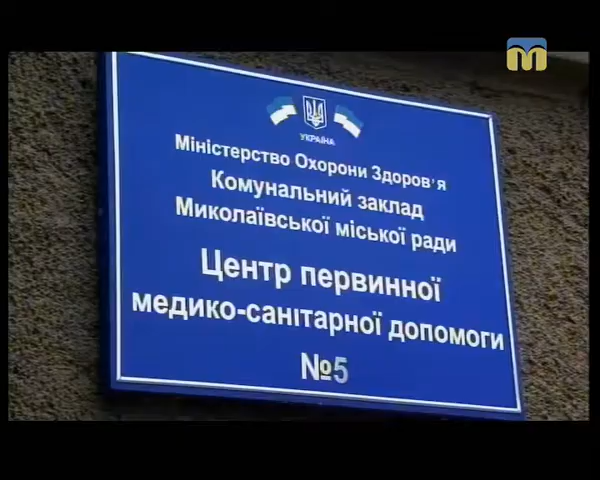 УКРАЇНА
Міністерство Охорони Здоров'я
Комунальний заклад
Миколаївської міської ради
Центр первинної
медико-санітарної допомоги
№5